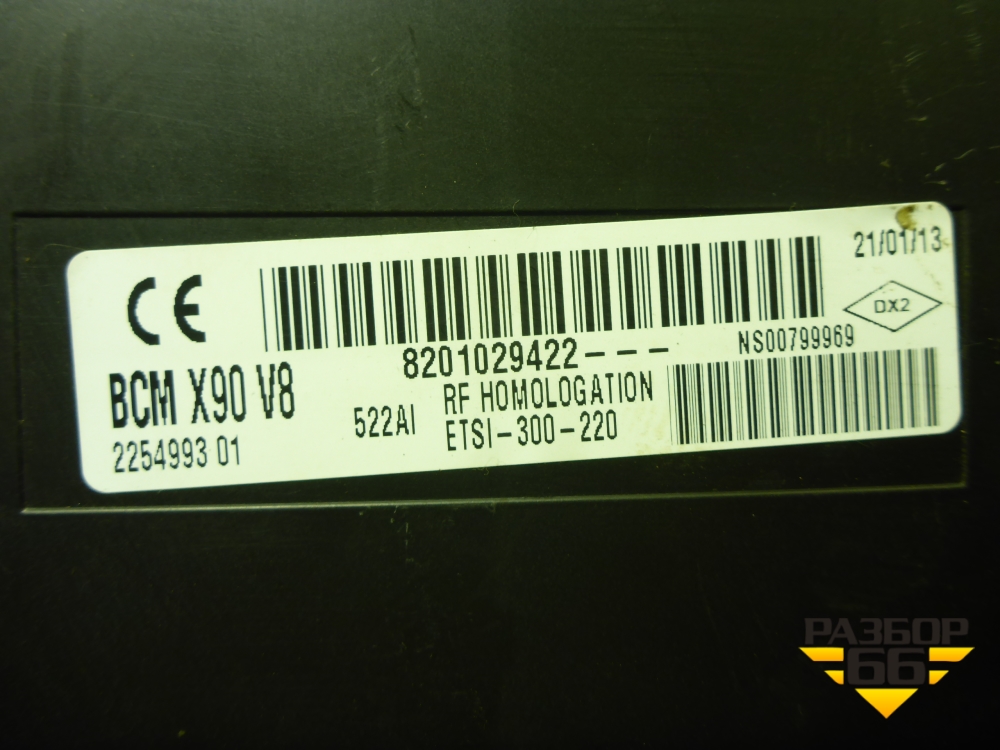 CE
21/01/13
DX2
8201029422---
NS00799969
BCM X90 V8
522AI
RF HOMOLOGATION
ETSI-300-220
2254993 01
РАЗБОР
66